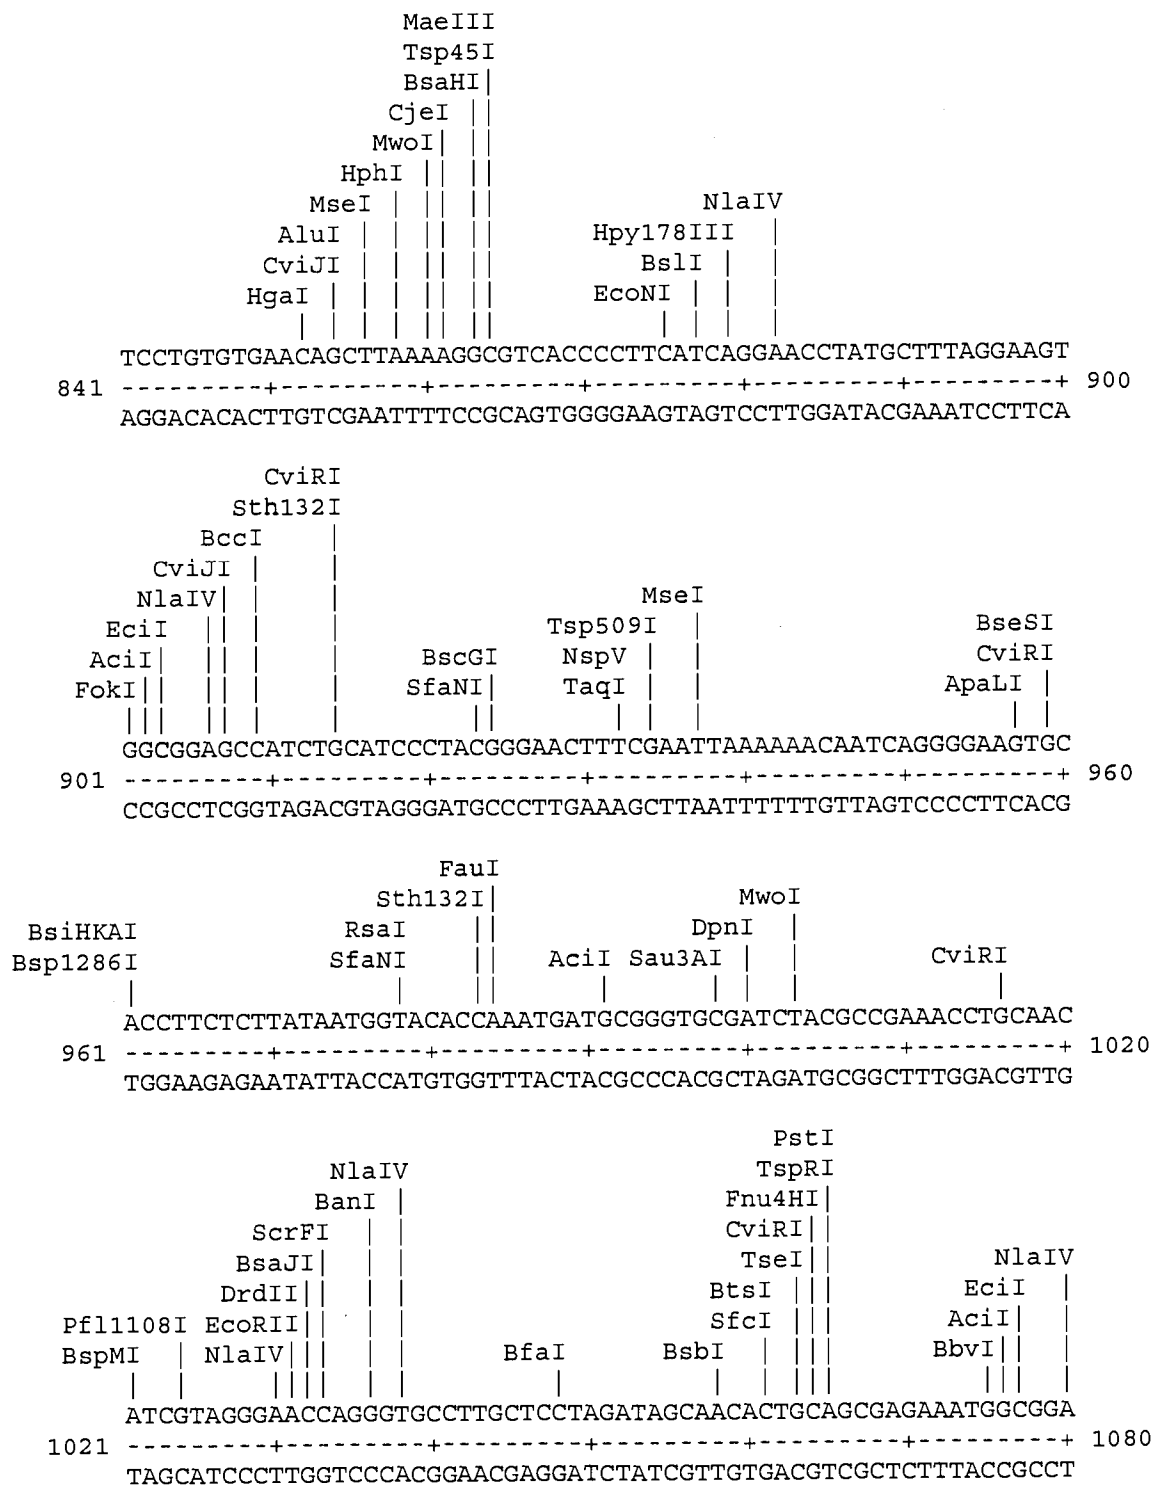 MaeIII
Tsp45I
BsaHI
CjeI
MwoI
HphI
MseI NlaIV
AluI Hpy178III
CviJI BslI
HgaI EcoNI
TCCTGTGTGAACAGCTTAAAAGGCGTCACCCCTTCATCAGGAACCTATGCTTTAGGAAGT
841 ---------+---------+---------+---------+---------+---------+ 900
AGGACACACTTGTCGAATTTTCCGCAGTGGGGAAGTAGTCCTTGGATACGAAATCCTTCA
CviRI
Sth132I
BccI
CviJI
NlaIV MseI
EciI Tsp509I BseSI
AciI BscGI NspV CviRI
FokI SfaNI TaqI ApaLI
GGCGGAGCCATCTGCATCCCTACGGGAACTTTCGAATTAAAAAACAATCAGGGGAAGTGC
901 ---------+---------+---------+---------+---------+---------+ 960
CCGCCTCGGTAGACGTAGGGATGCCCTTGAAAGCTTAATTTTTTGTTAGTCCCCTTCACG
FauI
Sth132I MwoI
BsiHKAI RsaI DpnI
Bsp1286I SfaNI AciI Sau3AI CviRI
ACCTTCTCTTATAATGGTACACCAAATGATGCGGGTGCGATCTACGCCGAAACCTGCAAC
961 ---------+---------+---------+---------+---------+---------+ 1020
TGGAAGAGAATATTACCATGTGGTTTACTACGCCCACGCTAGATGCGGCTTTGGACGTTG
PstI
NlaIV TspRI
BanI Fnu4HI
ScrFI CviRI
BsaJI TseI NlaIV
DrdII BtsI EciI
Pfl1108I EcoRII SfcI AciI
BspMI NlaIV BfaI BsbI BbvI
ATCGTAGGGAACCAGGGTGCCTTGCTCCTAGATAGCAACACTGCAGCGAGAAATGGCGGA
1021 ---------+---------+---------+---------+---------+---------+ 1080
TAGCATCCCTTGGTCCCACGGAACGAGGATCTATCGTTGTGACGTCGCTCTTTACCGCCT